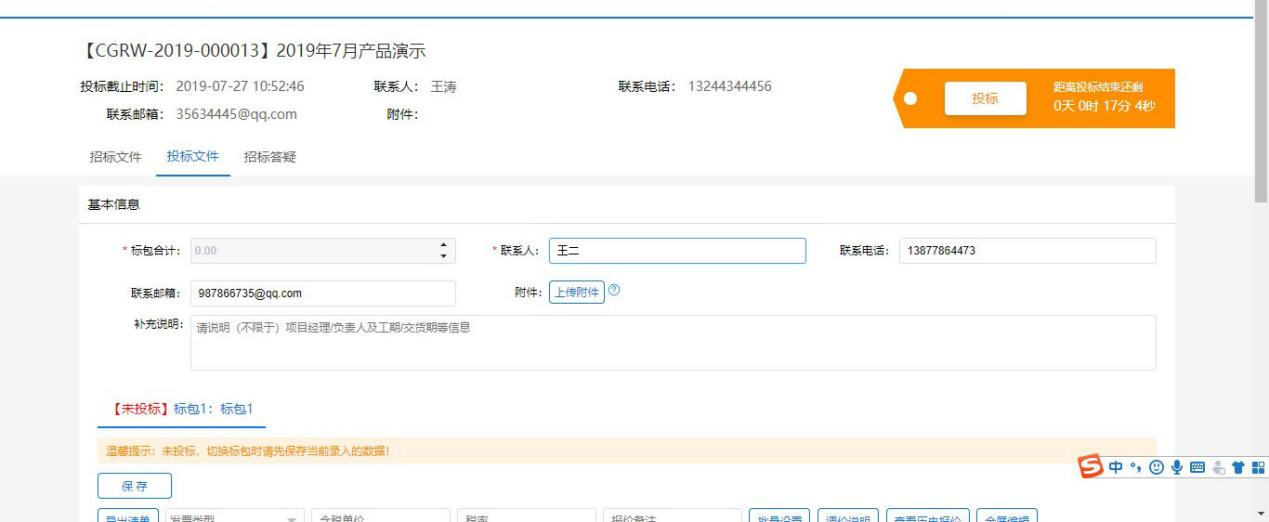 【CGRW-2019-000013】2019年7月产品演示
投标截止时间： 2019-07-27 10:52:46 联系人： 王涛 联系电话： 13244344456
联系邮箱： 35634445@qq.com 附件：
投标
距离投标结束还剩
0天 0时 17分 4秒
招标文件 投标文件 招标答疑
基本信息
* 标包合计： 0.00 * 联系人： 王二 联系电话： 13877864473
联系邮箱： 987866735@qq.com 附件： 上传附件
补充说明： 请说明（不限于）项目经理/负责人及工期/交货期等信息
【未投标】标包1：标包1
温馨提示：未投标，切换标包时请先保存当前录入的数据！
中
保存
导出清单 发票类型 含税单价 税率 报价备注 批量设置 调价说明 查看历史报价 全屏编辑